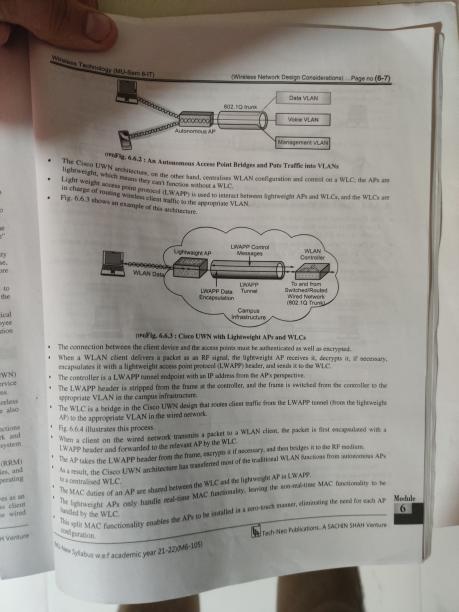 Wireless Technology (MU-Sem 6-IT)
(Wireless Network Design Considerations)....Page no (6-7)
802.1Q trunk
Data VLAN
Voice VLAN
Management VLAN
Autonomous AP
Fig. 6.6.2 : An Autonomous Access Point Bridges and Puts Traffic into VLANs
• The Cisco UWN architecture, on the other hand, centralises WLAN configuration and control on a WLC; the APs are
lightweight, which means they can't function without a WLC.
• Light weight access point protocol (LWAPP) is used to interact between lightweight APs and WLCs, and the WLCs are
in charge of routing wireless client traffic to the appropriate VLAN.
• Fig. 6.6.3 shows an example of this architecture.
Lightweight AP
LWAPP Control
Messages
WLAN
Controller
WLAN Data
LWAPP Data
Encapsulation
LWAPP
Tunnel
To and from
Switched/Routed
Wired Network
(802.1Q Trunk)
Campus
Infrastructure
Fig. 6.6.3 : Cisco UWN with Lightweight APs and WLCs
• The connection between the client device and the access points must be authenticated as well as encrypted.
• When a WLAN client delivers a packet as an RF signal, the lightweight AP receives it, decrypts it, if necessary,
encapsulates it with a lightweight access point protocol (LWAPP) header, and sends it to the WLC.
• The controller is a LWAPP tunnel endpoint with an IP address from the AP's perspective.
• The LWAPP header is stripped from the frame at the controller, and the frame is switched from the controller to the
appropriate VLAN in the campus infrastructure.
• The WLC is a bridge in the Cisco UWN design that routes client traffic from the LWAPP tunnel (from the lightweight
AP) to the appropriate VLAN in the wired network.
• Fig. 6.6.4 illustrates this process.
• When a client on the wired network transmits a packet to a WLAN client, the packet is first encapsulated with a
LWAPP header and forwarded to the relevant AP by the WLC.
• The AP takes the LWAPP header from the frame, encrypts it if necessary, and then bridges it to the RF medium.
• As a result, the Cisco UWN architecture has transferred most of the traditional WLAN functions from autonomous APs
to a centralised WLC.
• The MAC duties of an AP are shared between the WLC and the lightweight AP in LWAPP.
• The lightweight APs only handle real-time MAC functionality, leaving the non-real-time MAC functionality to be
handled by the WLC.
• This split MAC functionality enables the APs to be installed in a zero-touch manner, eliminating the need for each AP
configuration.
Module
6
MU-New Syllabus w.e.f academic year 21-22)(M6-105)
Tech-Neo Publications...A SACHIN SHAH Venture